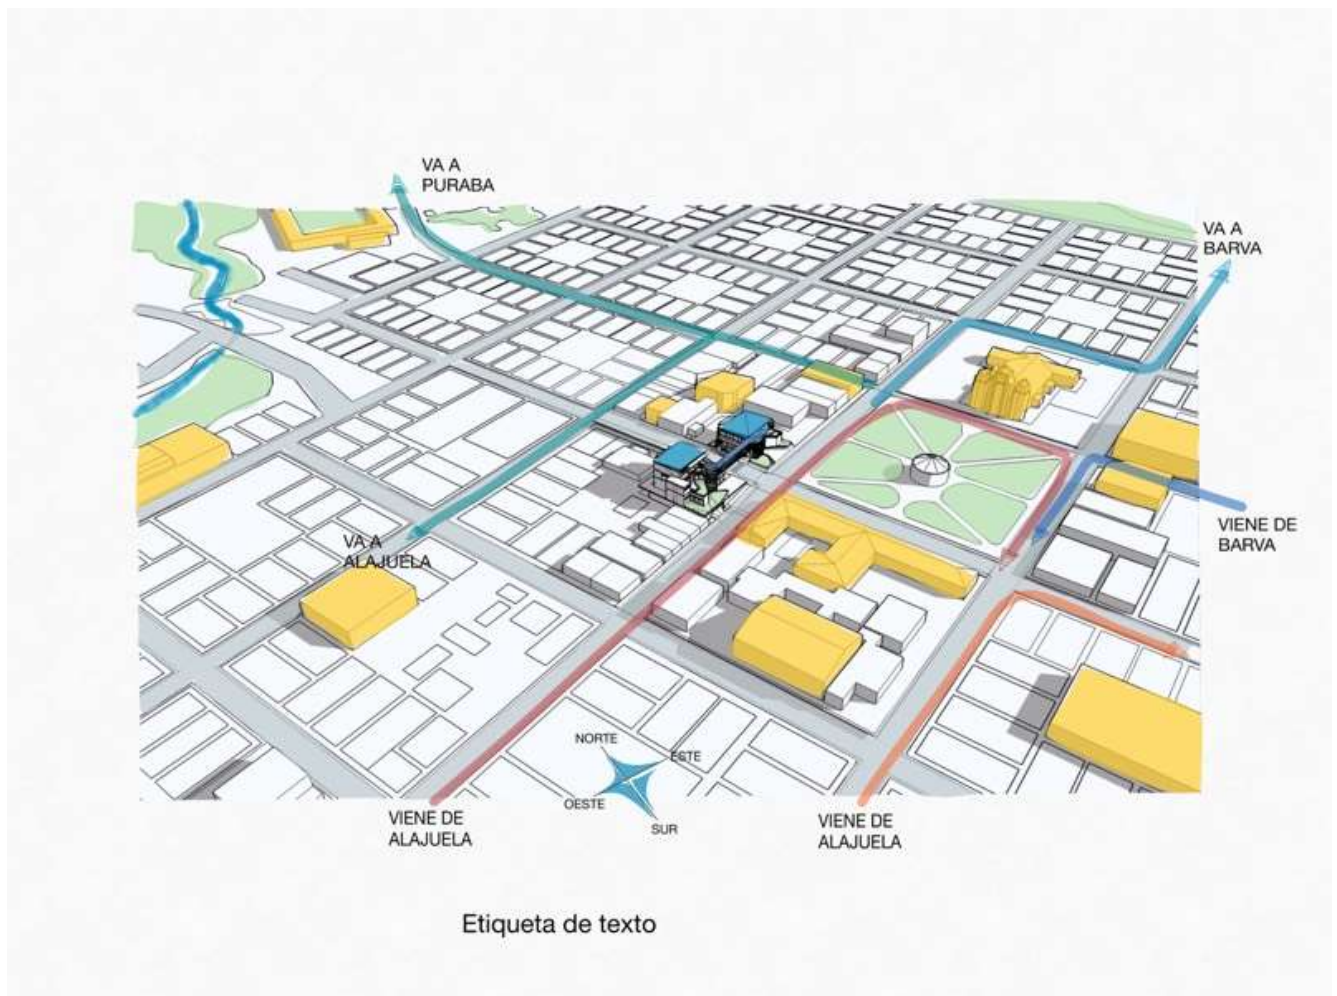 VA A
PURABA
VA A
BARVA
VIENE DE
BARVA
VA A
ALAJUELA
NORTE
ESTE
OESTE
SUR
VIENE DE
ALAJUELA
VIENE DE
ALAJUELA
Etiqueta de texto